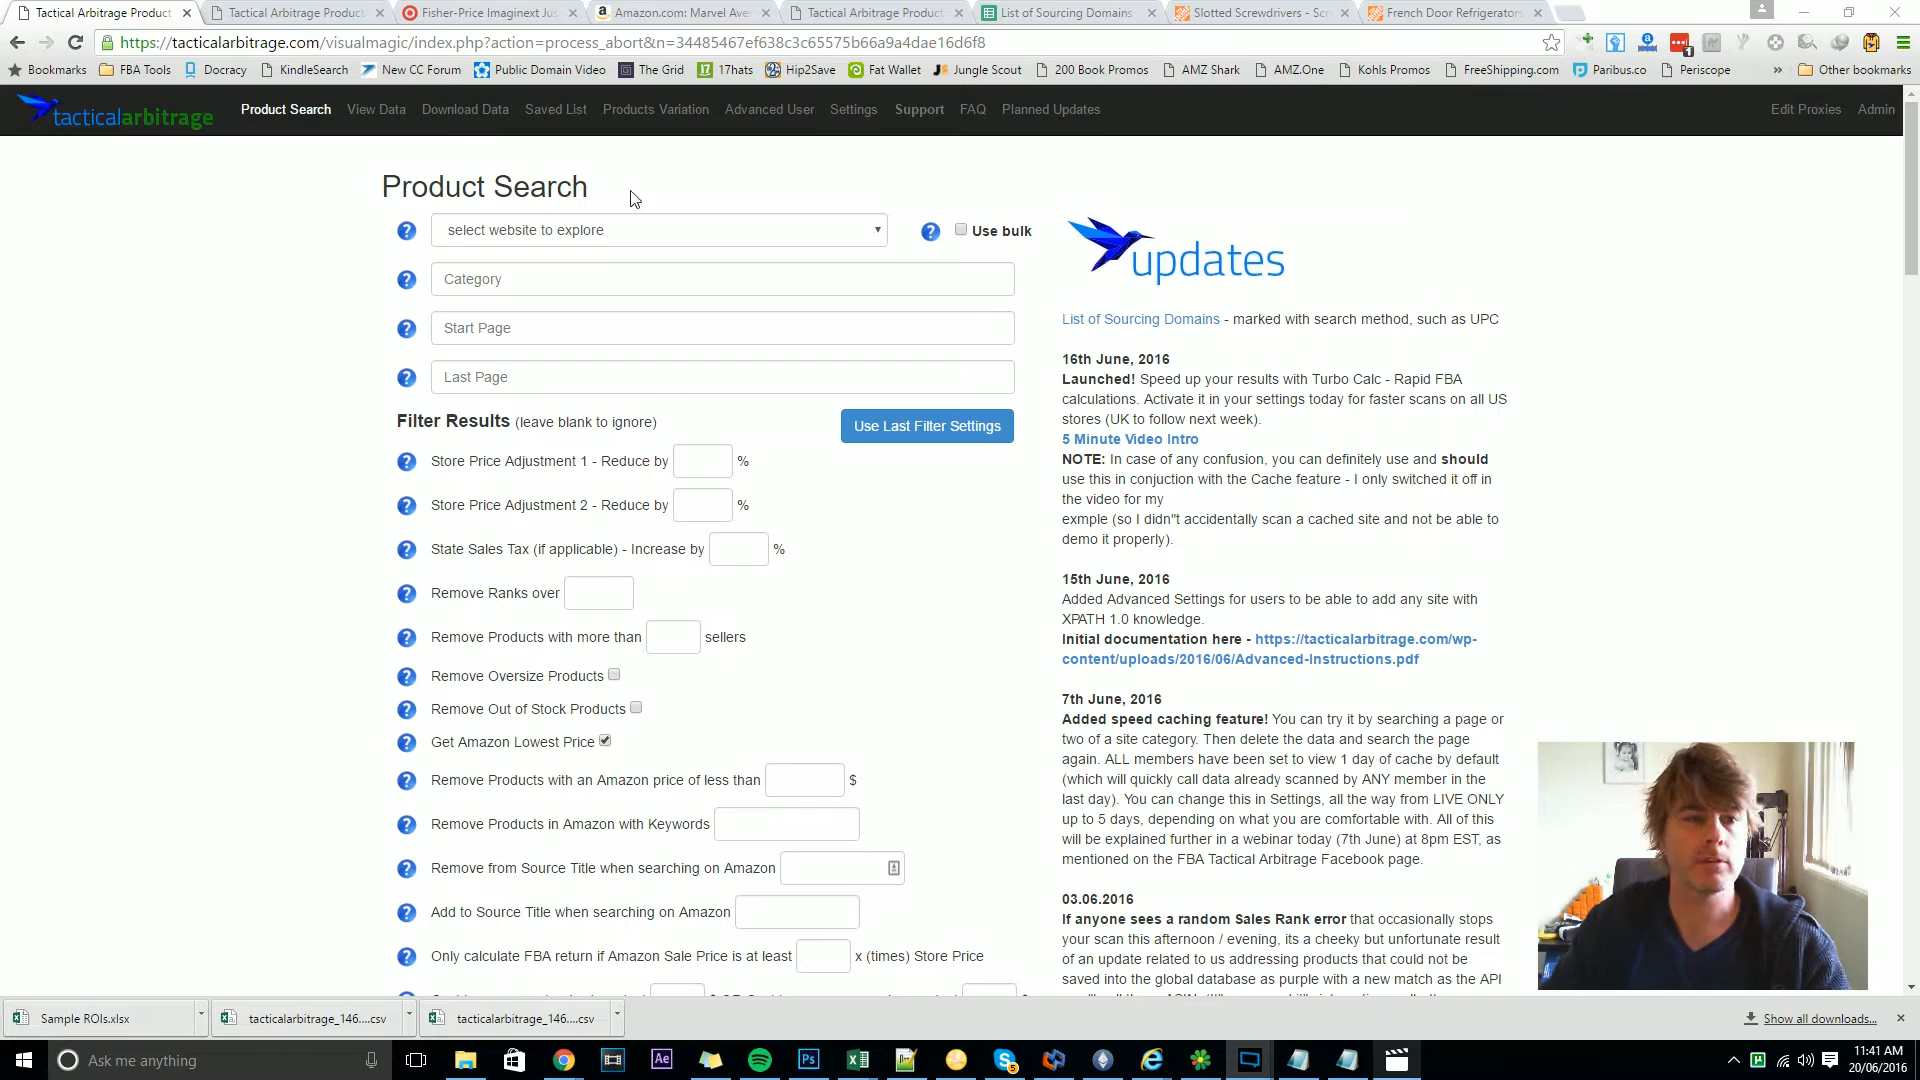 Tactical Arbitrage Product
Tactical Arbitrage Product
Fisher-Price Imaginext Jus
Amazon.com: Marvel Ave
Tactical Arbitrage Product
List of Sourcing Domains
Slotted Screwdrivers - Scr
French Door Refrigerators
https://tacticalarbitrage.com/visualmagic/index.php?action=process_abort&n=34485467ef638c3c65575b66a9a4dae16d6f8
Bookmarks
FBA Tools
Docracy
KindleSearch
New CC Forum
Public Domain Video
The Grid
17hats
Hip2Save
Fat Wallet
Jungle Scout
200 Book Promos
AMZ Shark
AMZ.One
Kohls Promos
FreeShipping.com
Paribus.co
Periscope
»
Other bookmarks
tacticalarbitrage
Product Search
View Data
Download Data
Saved List
Products Variation
Advanced User
Settings
Support
FAQ
Planned Updates
Edit Proxies
Admin
Product Search
select website to explore
Use bulk
Category
Start Page
Last Page
Filter Results (leave blank to ignore)
Use Last Filter Settings
Store Price Adjustment 1 - Reduce by %
Store Price Adjustment 2 - Reduce by %
State Sales Tax (if applicable) - Increase by %
Remove Ranks over
Remove Products with more than sellers
Remove Oversize Products
Remove Out of Stock Products
Get Amazon Lowest Price
Remove Products with an Amazon price of less than $
Remove Products in Amazon with Keywords
Remove from Source Title when searching on Amazon
Add to Source Title when searching on Amazon
Only calculate FBA return if Amazon Sale Price is at least x (times) Store Price
updates
List of Sourcing Domains - marked with search method, such as UPC
16th June, 2016
Launched! Speed up your results with Turbo Calc - Rapid FBA
calculations. Activate it in your settings today for faster scans on all US
stores (UK to follow next week).
5 Minute Video Intro
NOTE: In case of any confusion, you can definitely use and should
use this in conjuction with the Cache feature - I only switched it off in
the video for my
exmple (so I didn"t accidentally scan a cached site and not be able to
demo it properly).
15th June, 2016
Added Advanced Settings for users to be able to add any site with
XPATH 1.0 knowledge.
Initial documentation here - https://tacticalarbitrage.com/wp-
content/uploads/2016/06/Advanced-Instructions.pdf
7th June, 2016
Added speed caching feature! You can try it by searching a page or
two of a site category. Then delete the data and search the page
again. ALL members have been set to view 1 day of cache by default
(which will quickly call data already scanned by ANY member in the
last day). You can change this in Settings, all the way from LIVE ONLY
up to 5 days, depending on what you are comfortable with. All of this
will be explained further in a webinar today (7th June) at 8pm EST, as
mentioned on the FBA Tactical Arbitrage Facebook page.
03.06.2016
If anyone sees a random Sales Rank error that occasionally stops
your scan this afternoon / evening, its a cheeky but unfortunate result
of an update related to us addressing products that could not be
saved into the global database as purple with a new match as the API
Sample ROIs.xlsx
tacticalarbitrage_146....csv
tacticalarbitrage_146....csv
Show all downloads...
Ask me anything
11:41 AM
20/06/2016